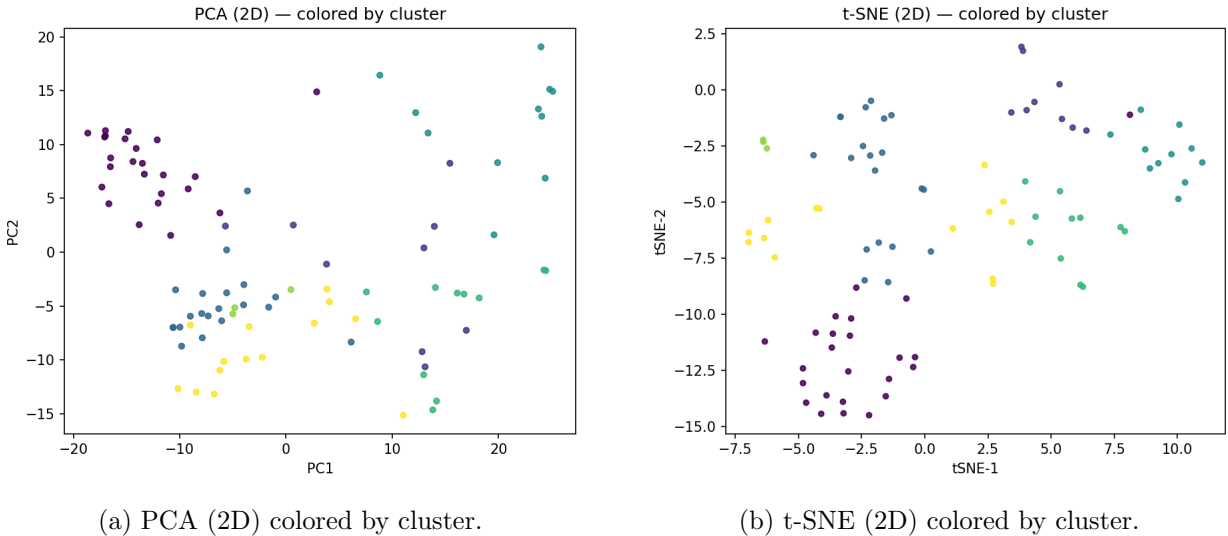 PCA (2D) — colored by cluster
20
15
10
5
0
−5
−10
−15
PC2
−20 −10 0 10 20
PC1
t-SNE (2D) — colored by cluster
2.5
0.0
−2.5
−5.0
−7.5
−10.0
−12.5
−15.0
tSNE-2
−7.5 −5.0 −2.5 0.0 2.5 5.0 7.5 10.0
tSNE-1
(a) PCA (2D) colored by cluster.
(b) t-SNE (2D) colored by cluster.